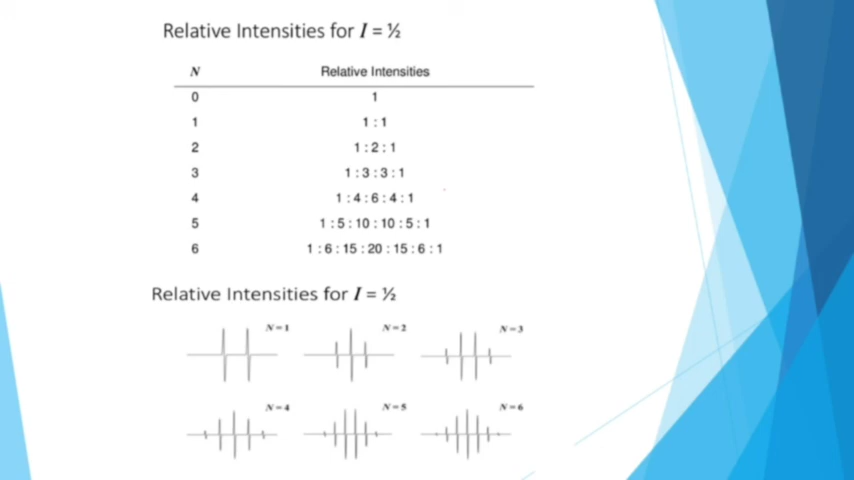 Relative Intensities for I = ½
N Relative Intensities
0 1
1 1 : 1
2 1 : 2 : 1
3 1 : 3 : 3 : 1
4 1 : 4 : 6 : 4 : 1
5 1 : 5 : 10 : 10 : 5 : 1
6 1 : 6 : 15 : 20 : 15 : 6 : 1
Relative Intensities for I = ½
N=1 N=2 N=3
N=4 N=5 N=6